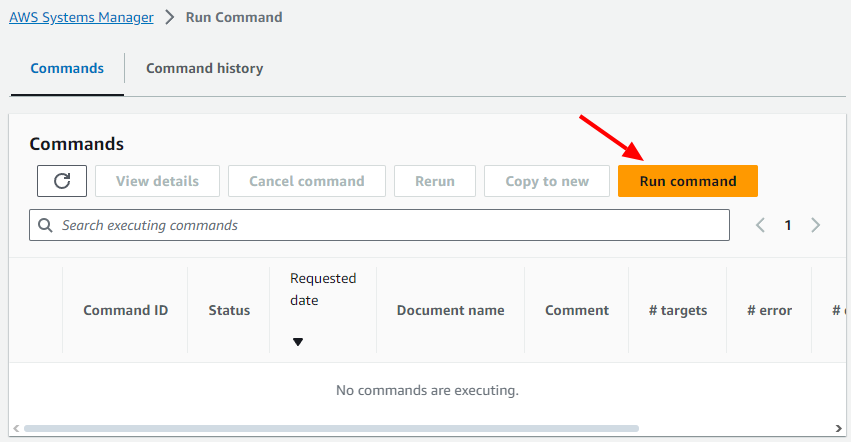 AWS Systems Manager > Run Command
Commands Command history
Commands
View details Cancel command Rerun Copy to new Run command
Search executing commands 1
Command ID Status Requested date Document name Comment # targets # error #
No commands are executing.